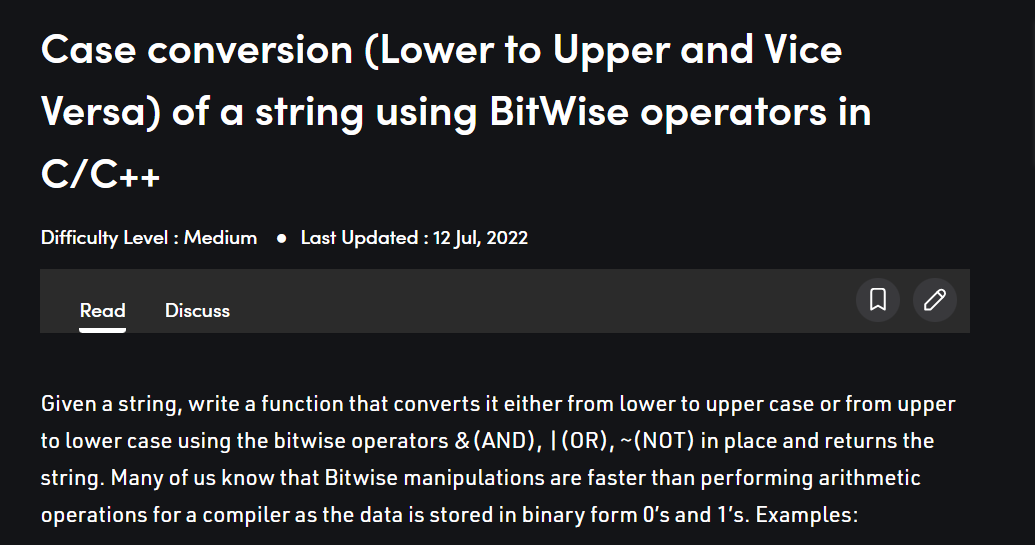 Case conversion (Lower to Upper and Vice
Versa) of a string using BitWise operators in
C/C++
Difficulty Level : Medium ● Last Updated : 12 Jul, 2022
Read Discuss
Given a string, write a function that converts it either from lower to upper case or from upper
to lower case using the bitwise operators &(AND), |(OR), ~(NOT) in place and returns the
string. Many of us know that Bitwise manipulations are faster than performing arithmetic
operations for a compiler as the data is stored in binary form 0’s and 1’s. Examples: